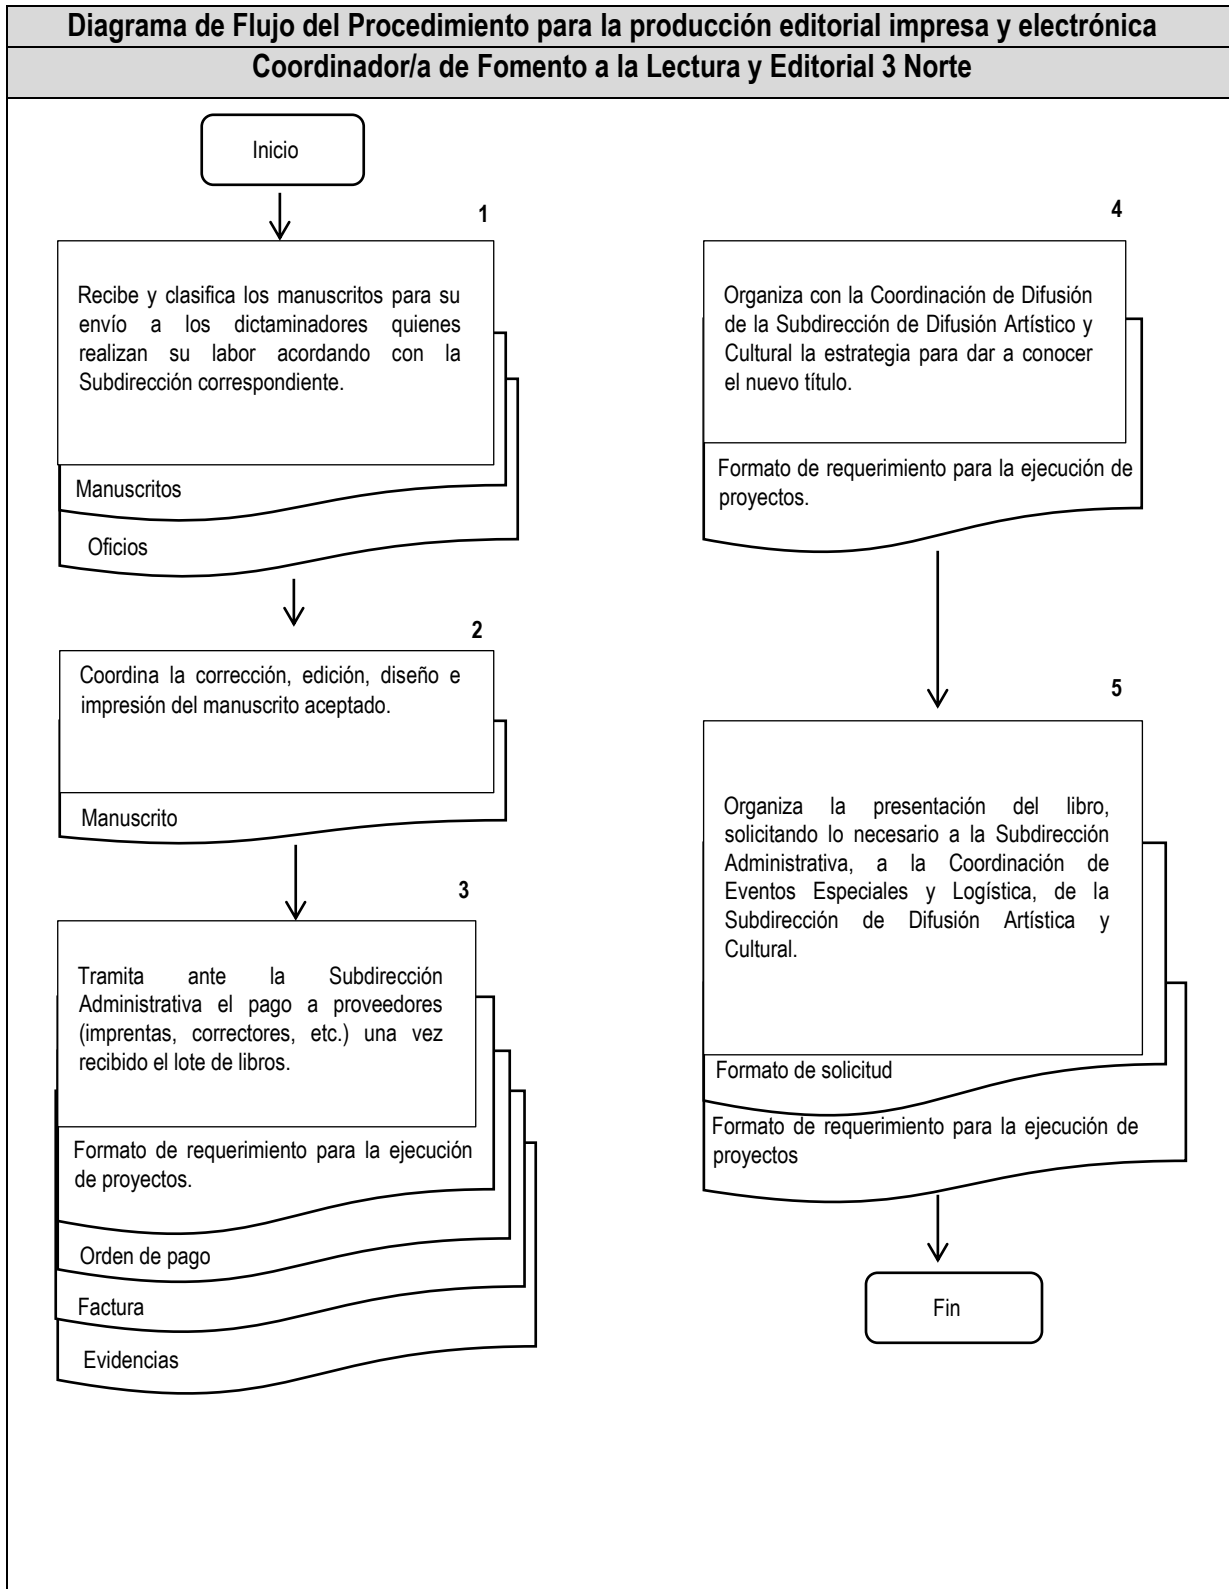 Diagrama de Flujo del Procedimiento para la producción editorial impresa y electrónica
Coordinador/a de Fomento a la Lectura y Editorial 3 Norte
Inicio
1
Recibe y clasifica los manuscritos para su
envío a los dictaminadores quienes
realizan su labor acordando con la
Subdirección correspondiente.
Manuscritos
Oficios
2
Coordina la corrección, edición, diseño e
impresión del manuscrito aceptado.
Manuscrito
3
Tramita ante la Subdirección
Administrativa el pago a proveedores
(imprentas, correctores, etc.) una vez
recibido el lote de libros.
Formato de requerimiento para la ejecución
de proyectos.
Orden de pago
Factura
Evidencias
4
Organiza con la Coordinación de Difusión
de la Subdirección de Difusión Artístico y
Cultural la estrategia para dar a conocer
el nuevo título.
Formato de requerimiento para la ejecución de
proyectos.
5
Organiza la presentación del libro,
solicitando lo necesario a la Subdirección
Administrativa, a la Coordinación de
Eventos Especiales y Logística, de la
Subdirección de Difusión Artística y
Cultural.
Formato de solicitud
Formato de requerimiento para la ejecución de
proyectos
Fin